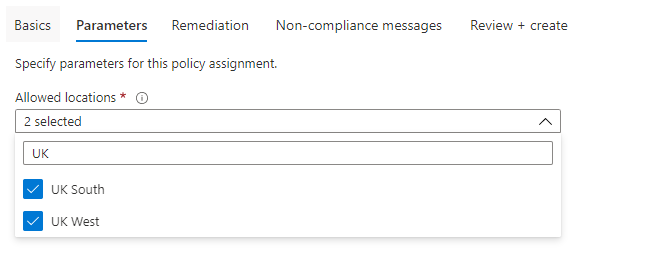 Basics Parameters Remediation Non-compliance messages Review + create
Specify parameters for this policy assignment.
Allowed locations *
2 selected
UK
UK South
UK West